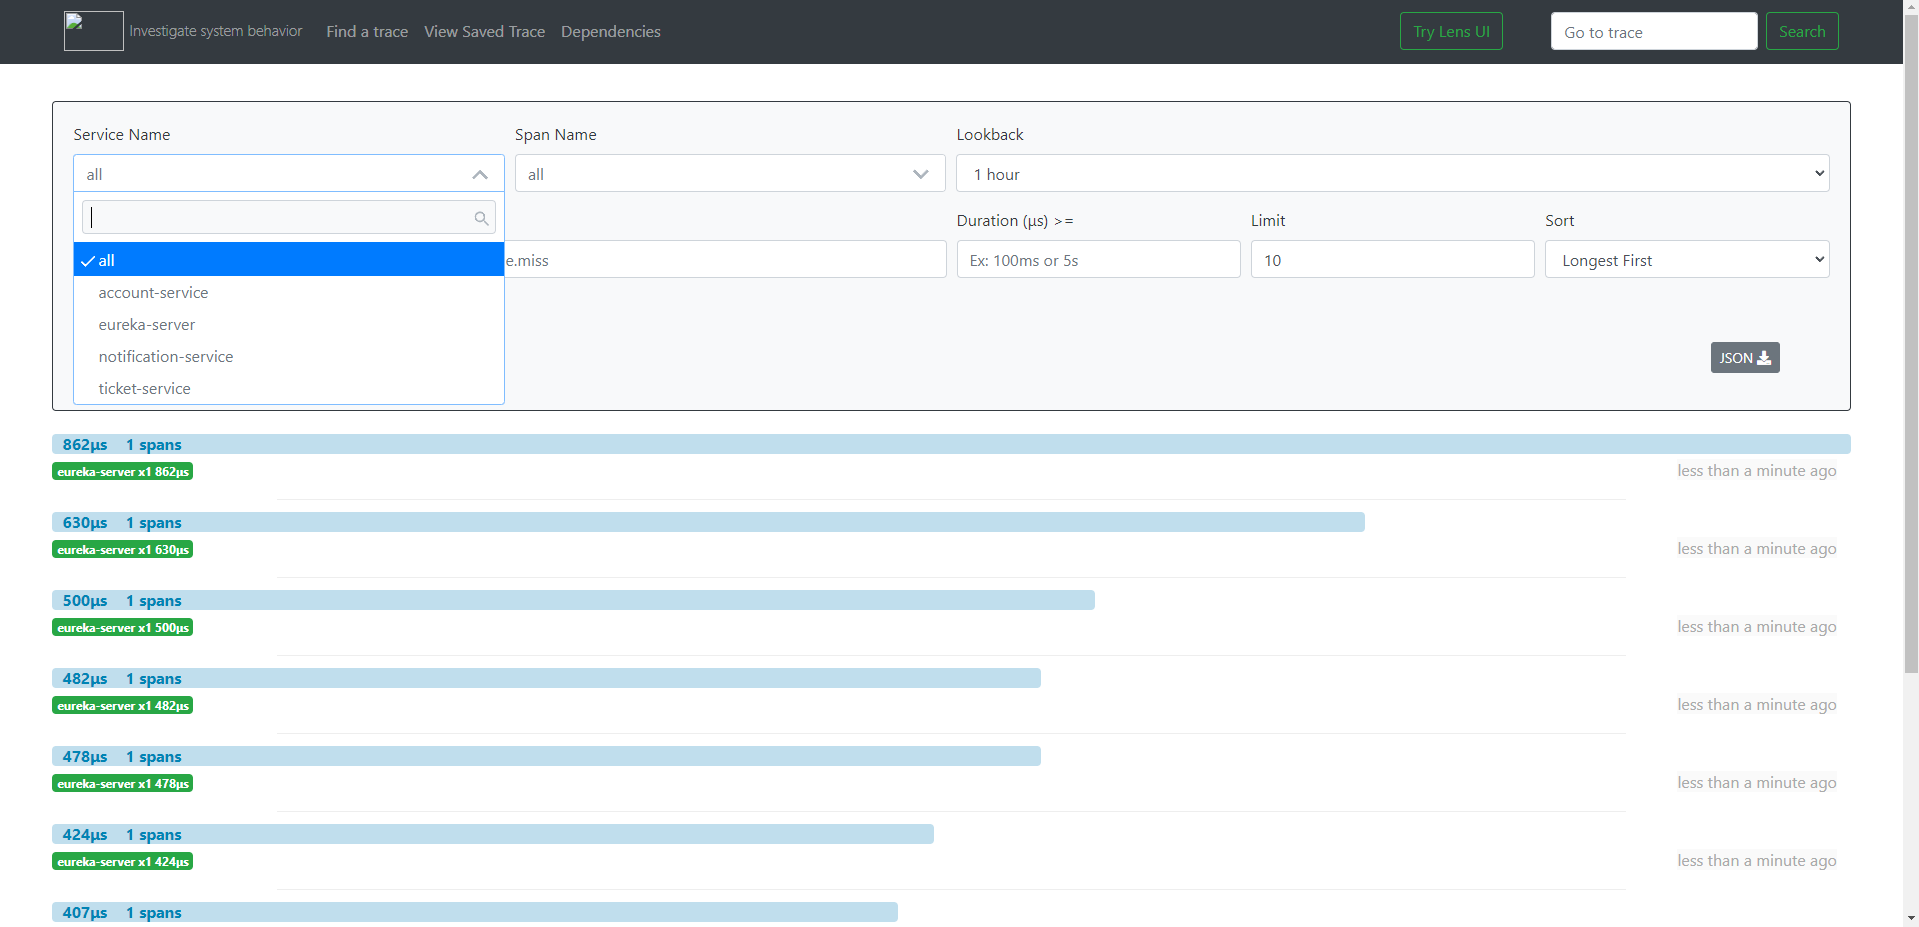 Investigate system behavior Find a trace View Saved Trace Dependencies Try Lens UI Go to trace Search
Service Name Span Name Lookback
all all 1 hour
Duration (μs) >= Limit Sort
all e.miss Ex: 100ms or 5s 10 Longest First
account-service
eureka-server
notification-service
JSON
ticket-service
862μs 1 spans
eureka-server x1 862μs less than a minute ago
630μs 1 spans
eureka-server x1 630μs less than a minute ago
500μs 1 spans
eureka-server x1 500μs less than a minute ago
482μs 1 spans
eureka-server x1 482μs less than a minute ago
478μs 1 spans
eureka-server x1 478μs less than a minute ago
424μs 1 spans
eureka-server x1 424μs less than a minute ago
407μs 1 spans